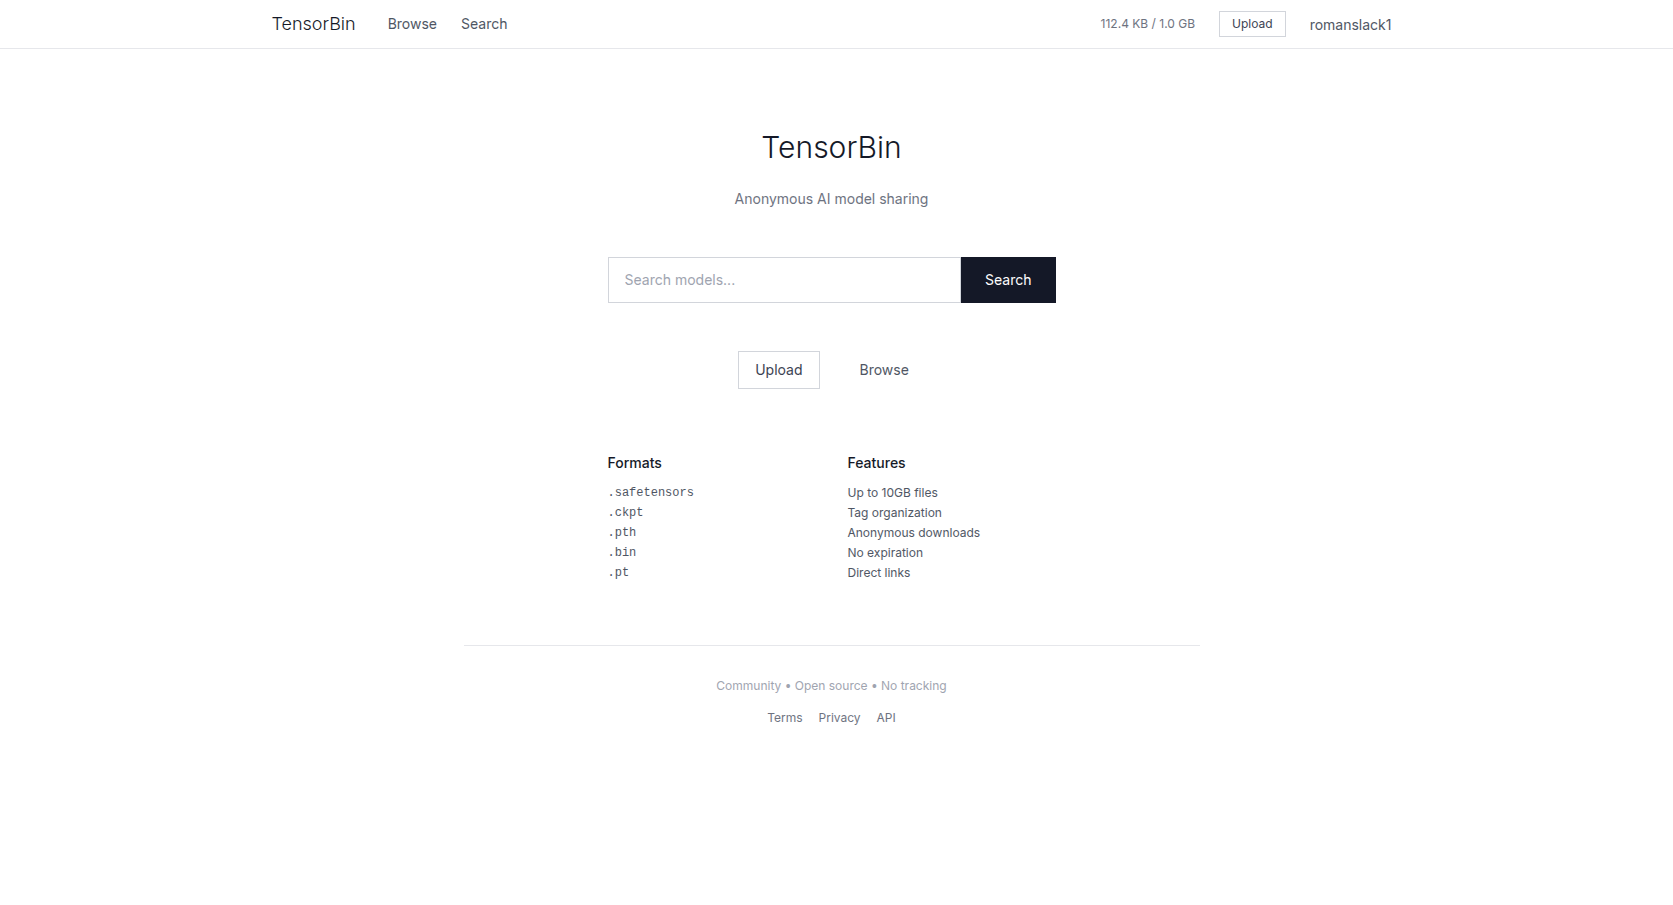 TensorBin Browse Search 112.4 KB / 1.0 GB Upload romanslack1
TensorBin
Anonymous AI model sharing
Search models... Search
Upload Browse
Formats
.safetensors
.ckpt
.pth
.bin
.pt
Features
Up to 10GB files
Tag organization
Anonymous downloads
No expiration
Direct links
Community • Open source • No tracking
Terms Privacy API